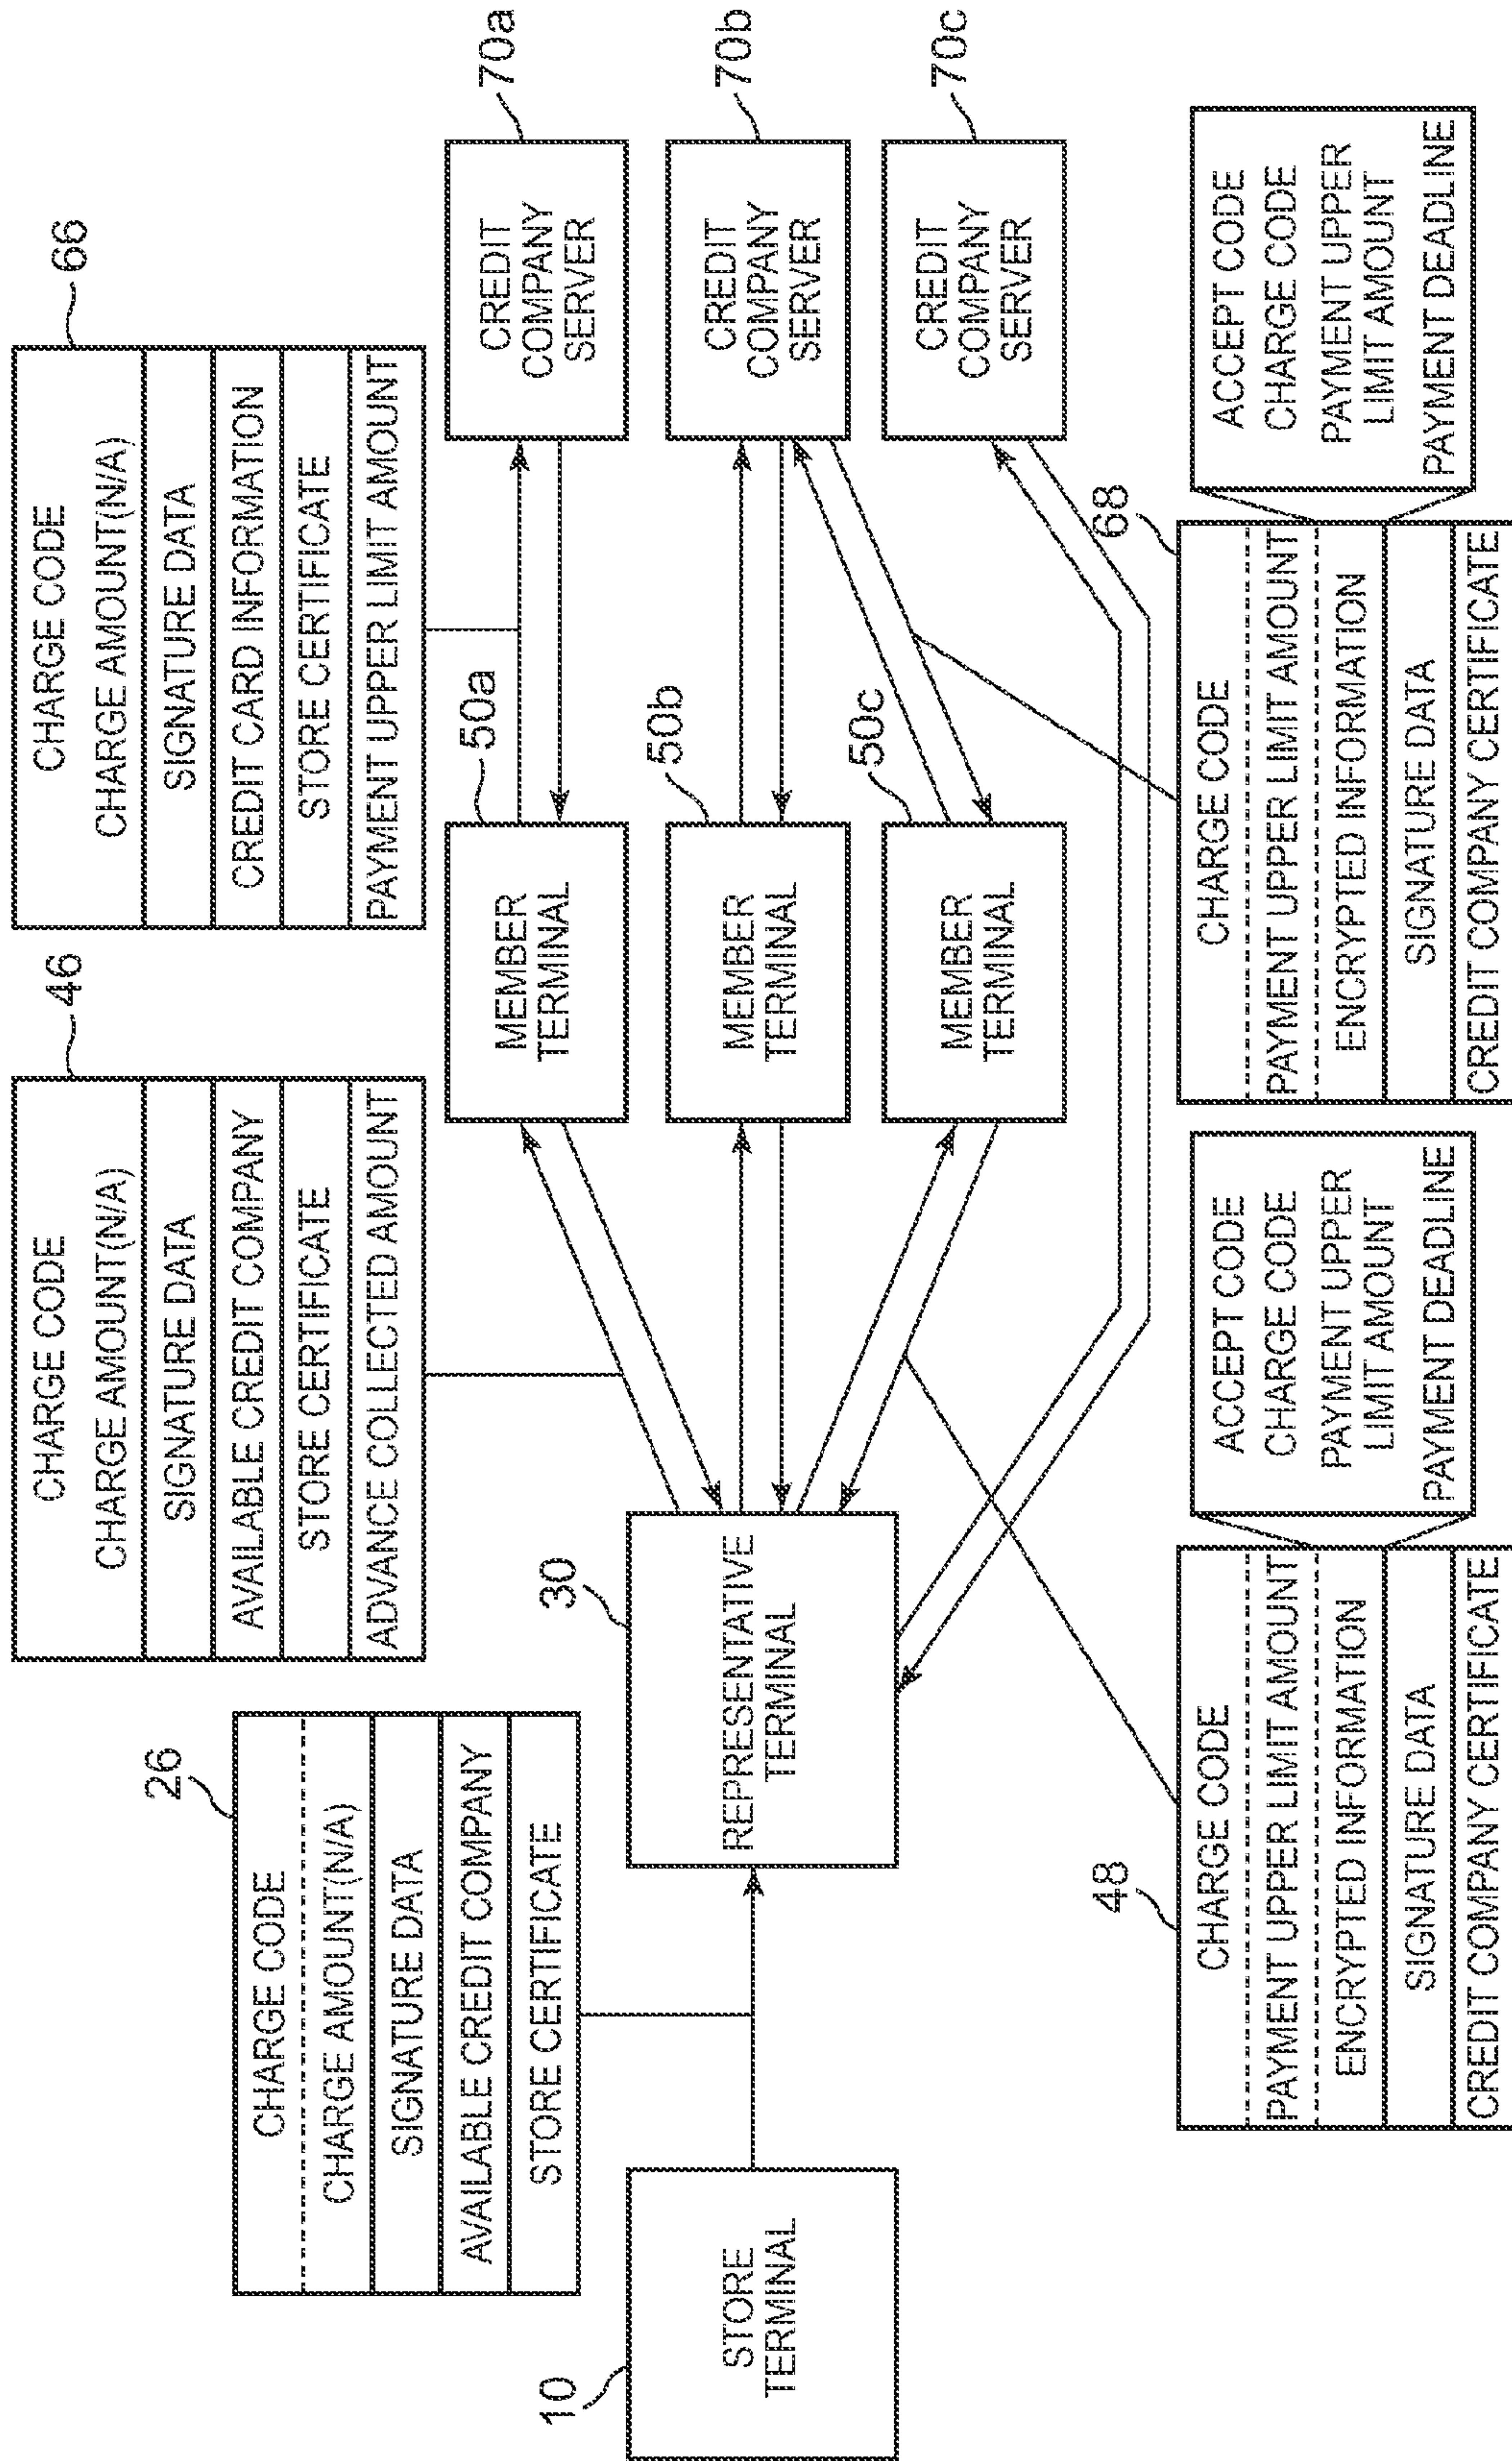 10
STORE
TERMINAL
26
CHARGE CODE
CHARGE AMOUNT(N/A)
SIGNATURE DATA
AVAILABLE CREDIT COMPANY
STORE CERTIFICATE
30
REPRESENTATIVE
TERMINAL
46
CHARGE CODE
CHARGE AMOUNT(N/A)
SIGNATURE DATA
AVAILABLE CREDIT COMPANY
STORE CERTIFICATE
ADVANCE COLLECTED AMOUNT
66
CHARGE CODE
CHARGE AMOUNT(N/A)
SIGNATURE DATA
CREDIT CARD INFORMATION
STORE CERTIFICATE
PAYMENT UPPER LIMIT AMOUNT
50a
MEMBER
TERMINAL
50b
MEMBER
TERMINAL
50c
MEMBER
TERMINAL
70a
CREDIT
COMPANY
SERVER
70b
CREDIT
COMPANY
SERVER
70c
CREDIT
COMPANY
SERVER
48
CHARGE CODE
PAYMENT UPPER LIMIT AMOUNT
ENCRYPTED INFORMATION
SIGNATURE DATA
CREDIT COMPANY CERTIFICATE
ACCEPT CODE
CHARGE CODE
PAYMENT UPPER
LIMIT AMOUNT
PAYMENT DEADLINE
68
CHARGE CODE
PAYMENT UPPER LIMIT AMOUNT
ENCRYPTED INFORMATION
SIGNATURE DATA
CREDIT COMPANY CERTIFICATE
ACCEPT CODE
CHARGE CODE
PAYMENT UPPER
LIMIT AMOUNT
PAYMENT DEADLINE